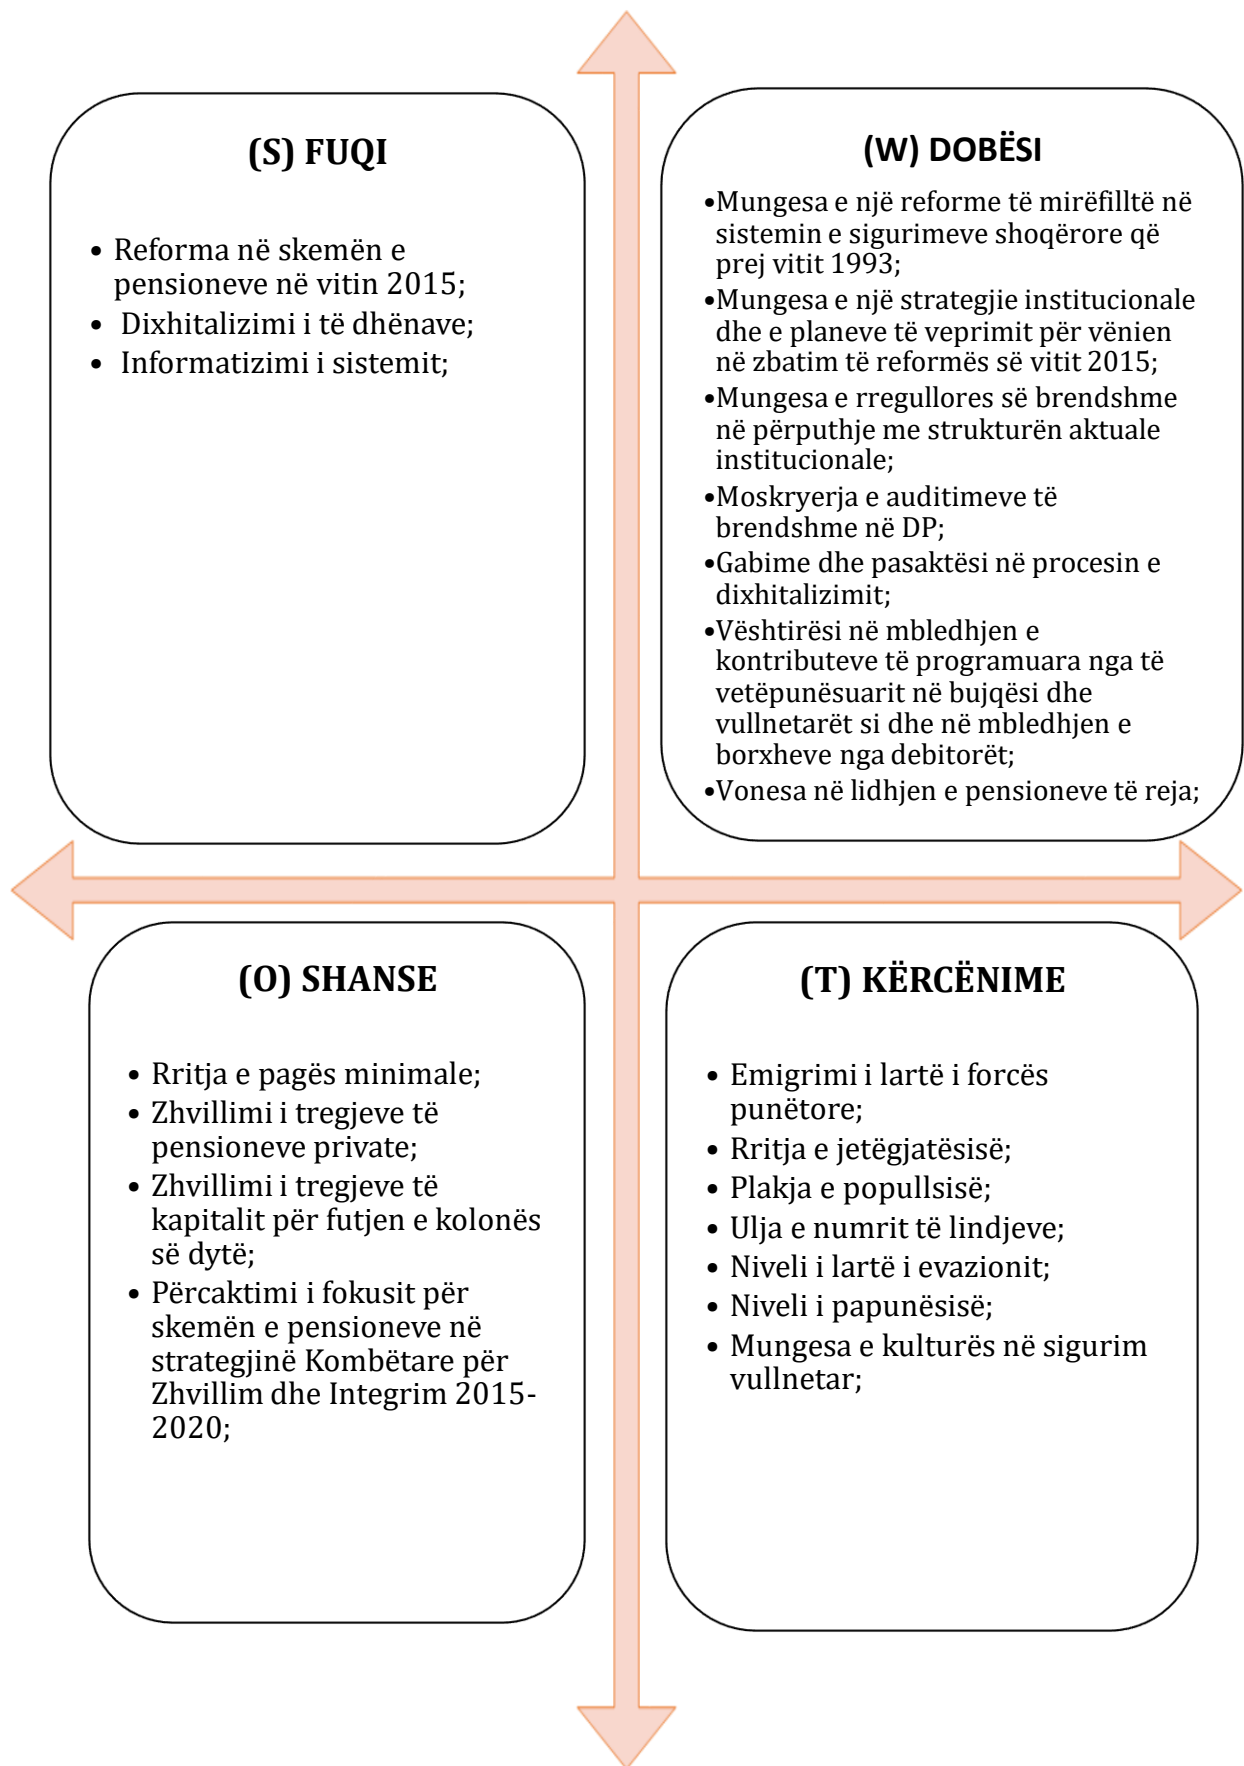 (S) FUQI
• Reforma në skemën e
pensioneve në vitin 2015;
• Dixhitalizimi i të dhënave;
• Informatizimi i sistemit;
(W) DOBËSI
•Mungesa e një reforme të mirëfilltë në
sistemin e sigurimeve shoqërore që
prej vitit 1993;
•Mungesa e një strategjie institucionale
dhe e planeve të veprimit për vënien
në zbatim të reformës së vitit 2015;
•Mungesa e rregullores së brendshme
në përputhje me strukturën aktuale
institucionale;
•Moskryerja e auditimeve të
brendshme në DP;
•Gabime dhe pasaktësi në procesin e
dixhitalizimit;
•Vështirësi në mbledhjen e
kontributeve të programuara nga të
vetëpunësuarit në bujqësi dhe
vullnetarët si dhe në mbledhjen e
borxheve nga debitorët;
•Vonesa në lidhjen e pensioneve të reja;
(O) SHANSE
• Rritja e pagës minimale;
• Zhvillimi i tregjeve të
pensioneve private;
• Zhvillimi i tregjeve të
kapitalit për futjen e kolonës
së dytë;
• Përcaktimi i fokusit për
skemën e pensioneve në
strategjinë Kombëtare për
Zhvillim dhe Integrim 2015-
2020;
(T) KËRCËNIME
• Emigrimi i lartë i forcës
punëtore;
• Rritja e jetëgjatësisë;
• Plakja e popullsisë;
• Ulja e numrit të lindjeve;
• Niveli i lartë i evazionit;
• Niveli i papunësisë;
• Mungesa e kulturës në sigurim
vullnetar;